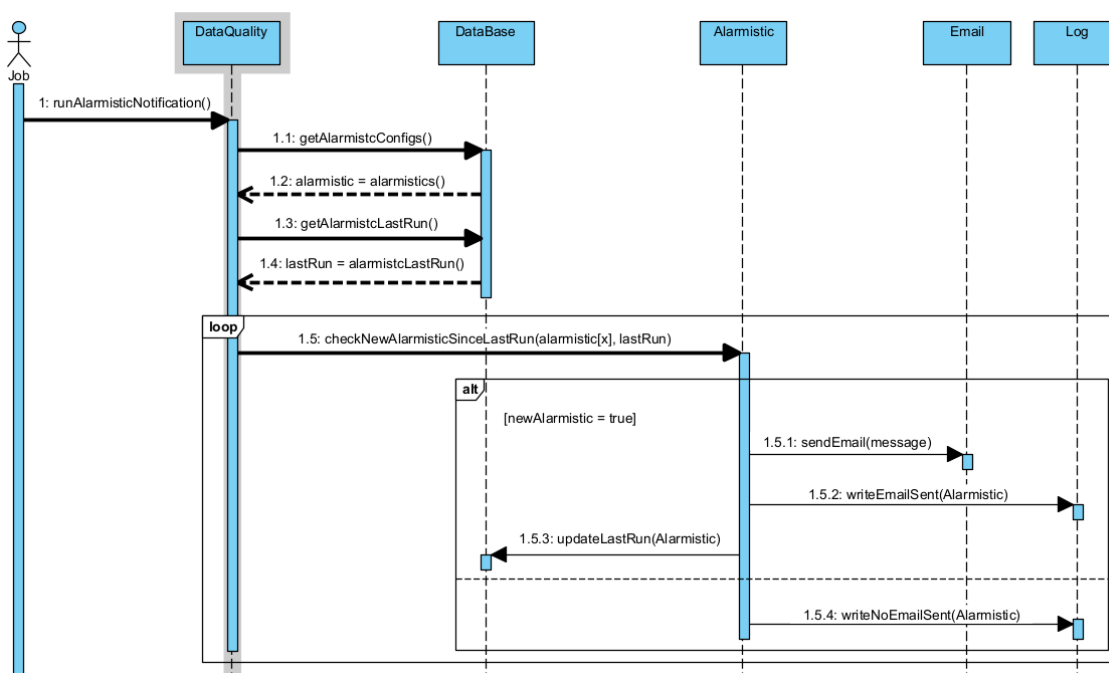 DataQuality
DataBase
Alarmistic
Email
Log
Job
1: runAlarmisticNotification()
1.1: getAlarmistcConfigs()
1.2: alarmistic = alarmistics()
1.3: getAlarmistcLastRun()
1.4: lastRun = alarmistcLastRun()
loop
1.5: checkNewAlarmisticSinceLastRun(alarmistic[x], lastRun)
alt
[newAlarmistic = true]
1.5.1: sendEmail(message)
1.5.2: writeEmailSent(Alarmistic)
1.5.3: updateLastRun(Alarmistic)
1.5.4: writeNoEmailSent(Alarmistic)